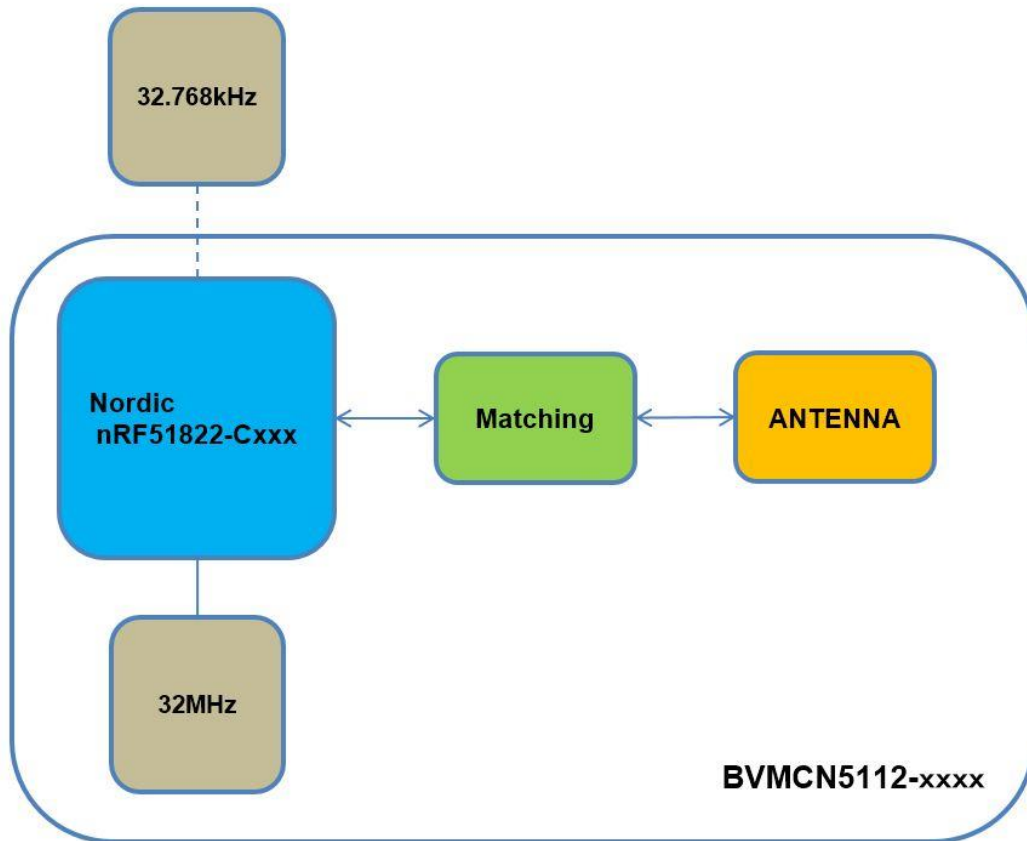 32.768kHz
Nordic
nRF51822-Cxxx
Matching
ANTENNA
32MHz
BVMCN5112-xxxx